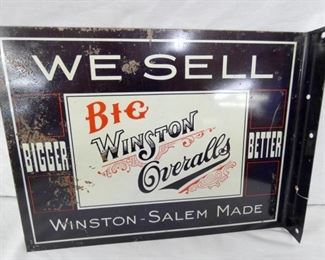 WE SELL
BIG
WINSTON
Overalls
BIGGER
BETTER
WINSTON-SALEM MADE